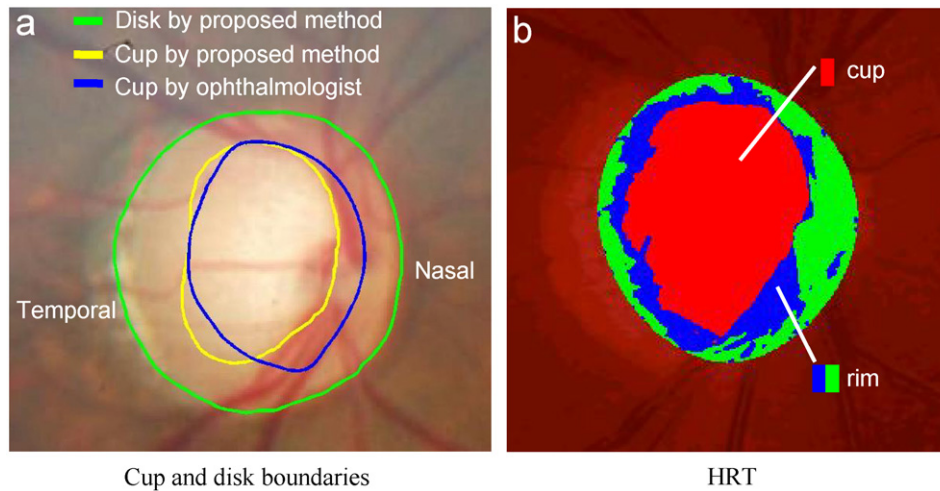 a
Disk by proposed method
Cup by proposed method
Cup by ophthalmologist
Temporal
Nasal
Cup and disk boundaries
b
cup
rim
HRT